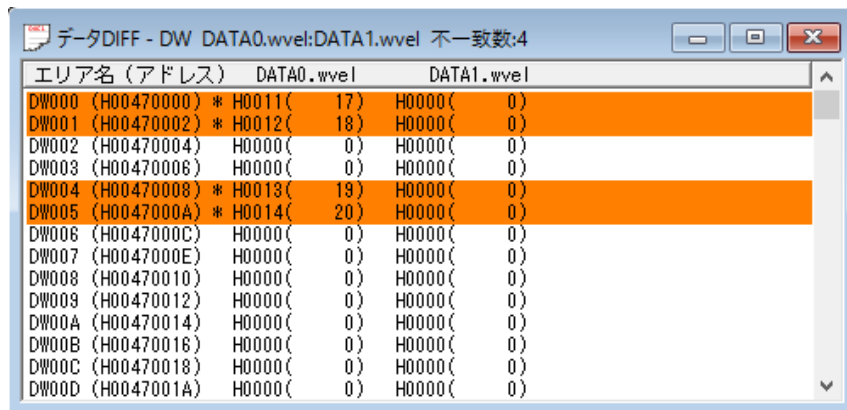 データDIFF - DW DATA0.wvel:DATA1.wvel 不一致数:4
エリア名（アドレス） DATA0.wvel DATA1.wvel
DW000 (H00470000) * H0011( 17) H0000( 0)
DW001 (H00470002) * H0012( 18) H0000( 0)
DW002 (H00470004) H0000( 0) H0000( 0)
DW003 (H00470006) H0000( 0) H0000( 0)
DW004 (H00470008) * H0013( 19) H0000( 0)
DW005 (H0047000A) * H0014( 20) H0000( 0)
DW006 (H0047000C) H0000( 0) H0000( 0)
DW007 (H0047000E) H0000( 0) H0000( 0)
DW008 (H00470010) H0000( 0) H0000( 0)
DW009 (H00470012) H0000( 0) H0000( 0)
DW00A (H00470014) H0000( 0) H0000( 0)
DW00B (H00470016) H0000( 0) H0000( 0)
DW00C (H00470018) H0000( 0) H0000( 0)
DW00D (H0047001A) H0000( 0) H0000( 0)